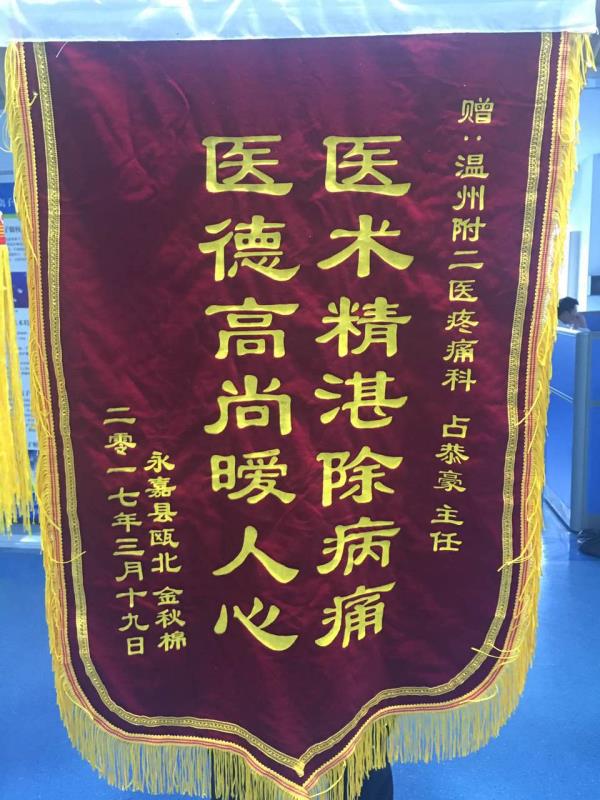 赠:温州附二医疼痛科 占恭豪主任
医术精湛除病痛
医德高尚暧人心
永嘉县瓯北 金秋棉
二零一七年三月十九日